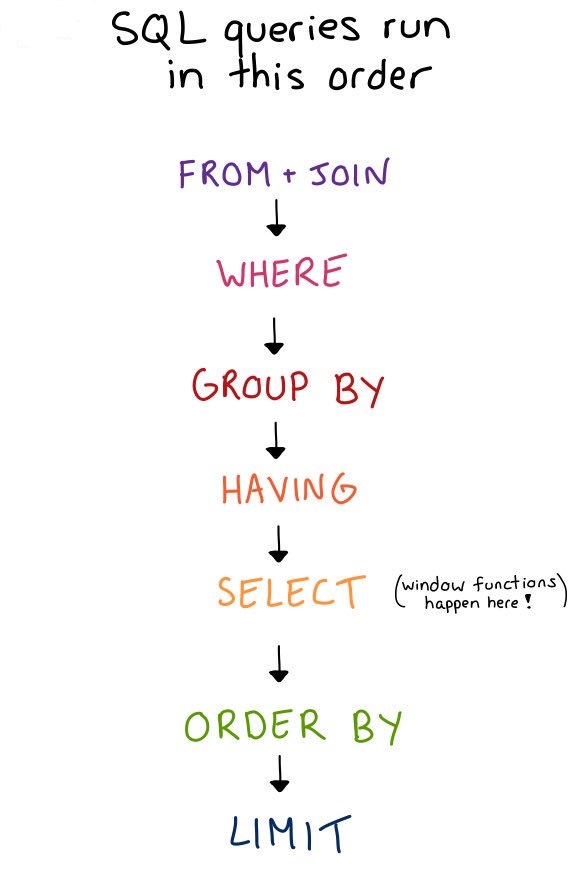 SQL queries run
in this order
FROM + JOIN
WHERE
GROUP BY
HAVING
SELECT (window functions
happen here!)
ORDER BY
LIMIT